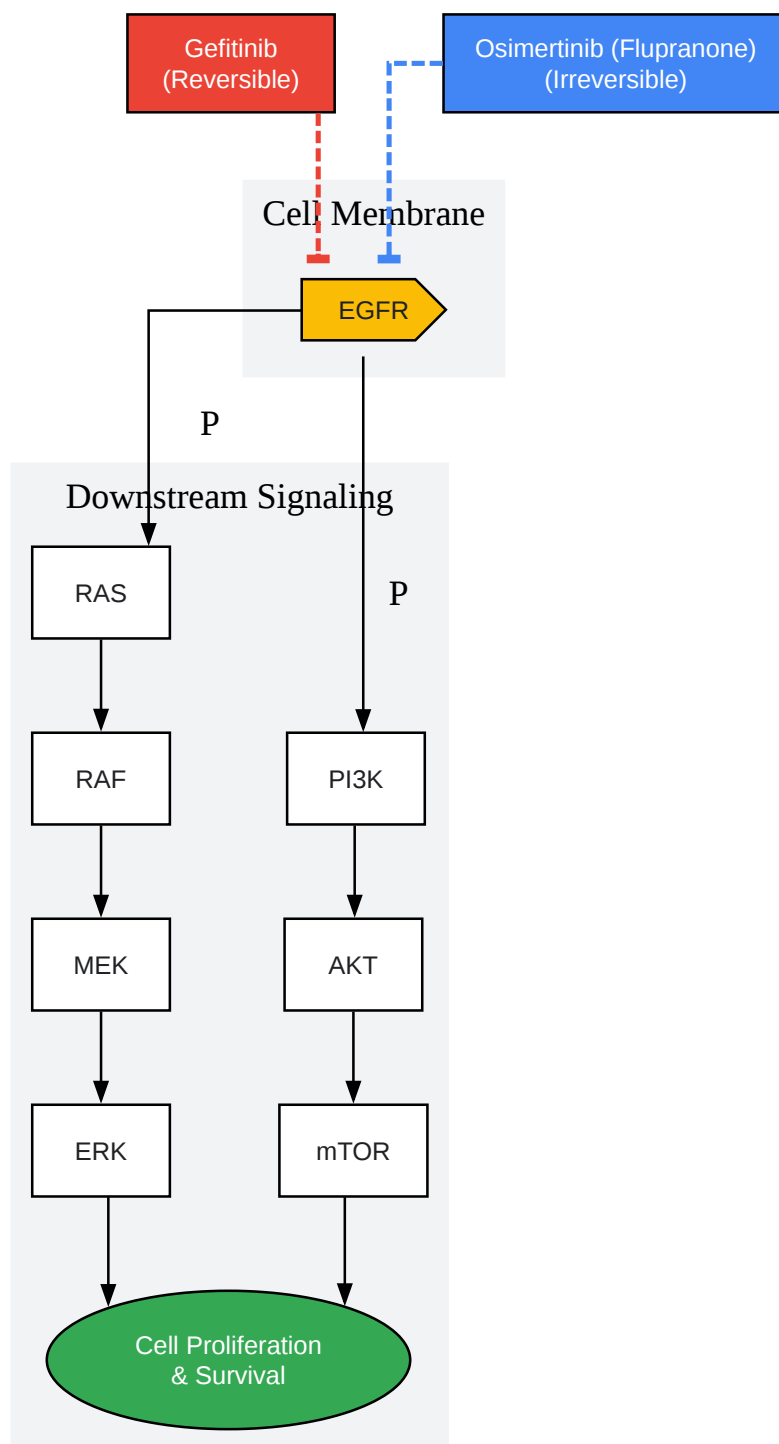 Gefitinib
(Reversible)
Osimertinib (Flupranone)
(Irreversible)
Cell Membrane
EGFR
P
Downstream Signaling
RAS
P
RAF
PI3K
MEK
AKT
ERK
mTOR
Cell Proliferation
& Survival